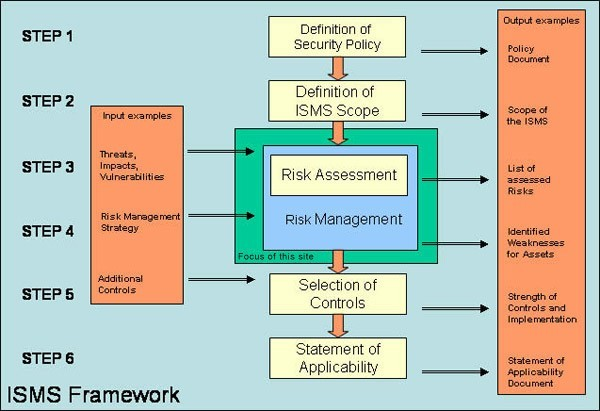 STEP 1
Definition of
Security Policy
Output examples
Policy
Document
STEP 2
Definition of
ISMS Scope
Scope of
the ISMS
Input examples
STEP 3
Threats,
Impacts,
Vulnerabilities
Risk Assessment
List of
assessed
Risks
STEP 4
Risk Management
Strategy
Risk Management
Identified
Weaknesses
for Assets
Focus of this site
STEP 5
Additional
Controls
Selection of
Controls
Strength of
Controls and
Implementation
STEP 6
Statement of
Applicability
Statement of
Applicability
Document
ISMS Framework